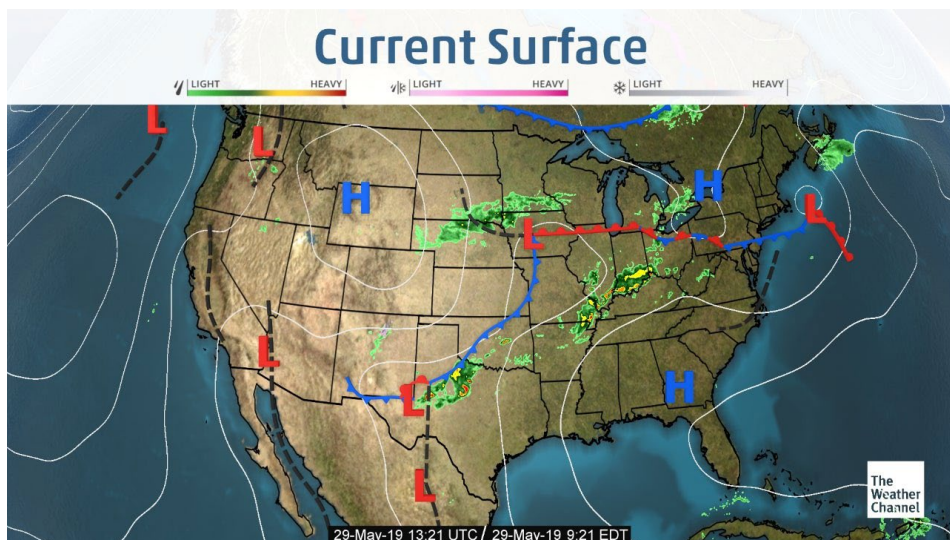 Current Surface
LIGHT HEAVY LIGHT HEAVY LIGHT HEAVY
L
L
H
H
L
L
L
H
L
L
The
Weather
Channel
29-May-19 13:21 UTC / 29-May-19 9:21 EDT